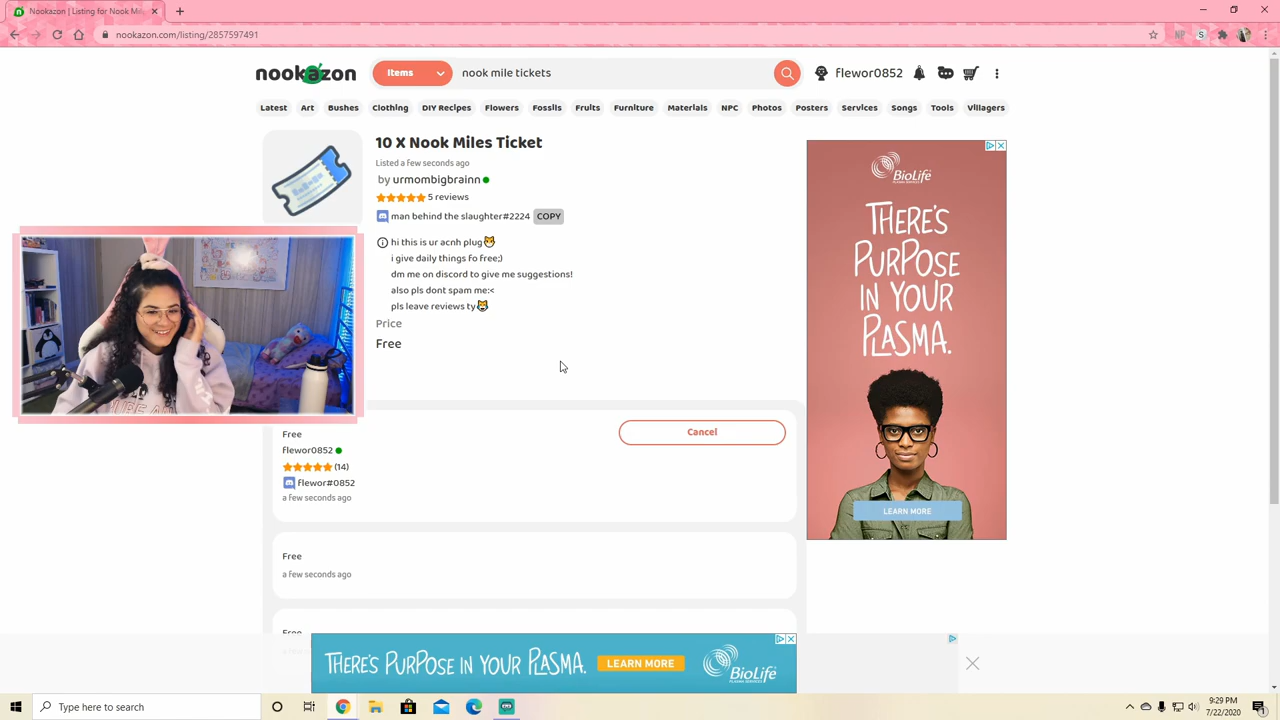 Nookazon | Listing for Nook Mil
nookazon.com/listing/2857597491
NP
S
nookazon
Items
nook mile tickets
flewor0852
Latest
Art
Bushes
Clothing
DIY Recipes
Flowers
Fossils
Fruits
Furniture
Materials
NPC
Photos
Posters
Services
Songs
Tools
Villagers
10 X Nook Miles Ticket
Listed a few seconds ago
by urmombigbrainn
5 reviews
man behind the slaughter#2224 COPY
hi this is ur acnh plug😼
i give daily things fo free;)
dm me on discord to give me suggestions!
also pls dont spam me:<
pls leave reviews ty😼
Price
Free
Free
Cancel
flewor0852
(14)
flewor#0852
a few seconds ago
Free
a few seconds ago
Free
BioLife
PLASMA SERVICES
THERE'S
PURPOSE
IN YOUR
PLASMA.
LEARN MORE
THERE'S PURPOSE IN YOUR PLASMA.
LEARN MORE
BioLife
Type here to search
9:29 PM
7/22/2020